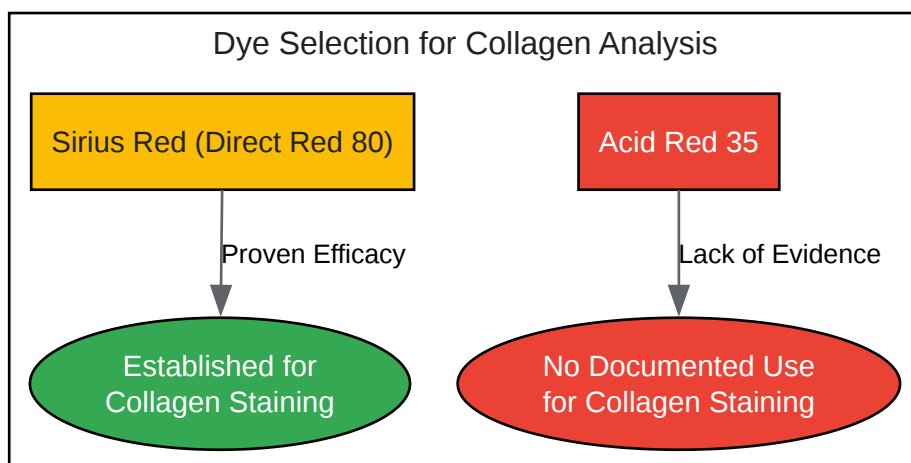 Dye Selection for Collagen Analysis
Sirius Red (Direct Red 80)
Acid Red 35
Proven Efficacy
Lack of Evidence
Established for
Collagen Staining
No Documented Use
for Collagen Staining